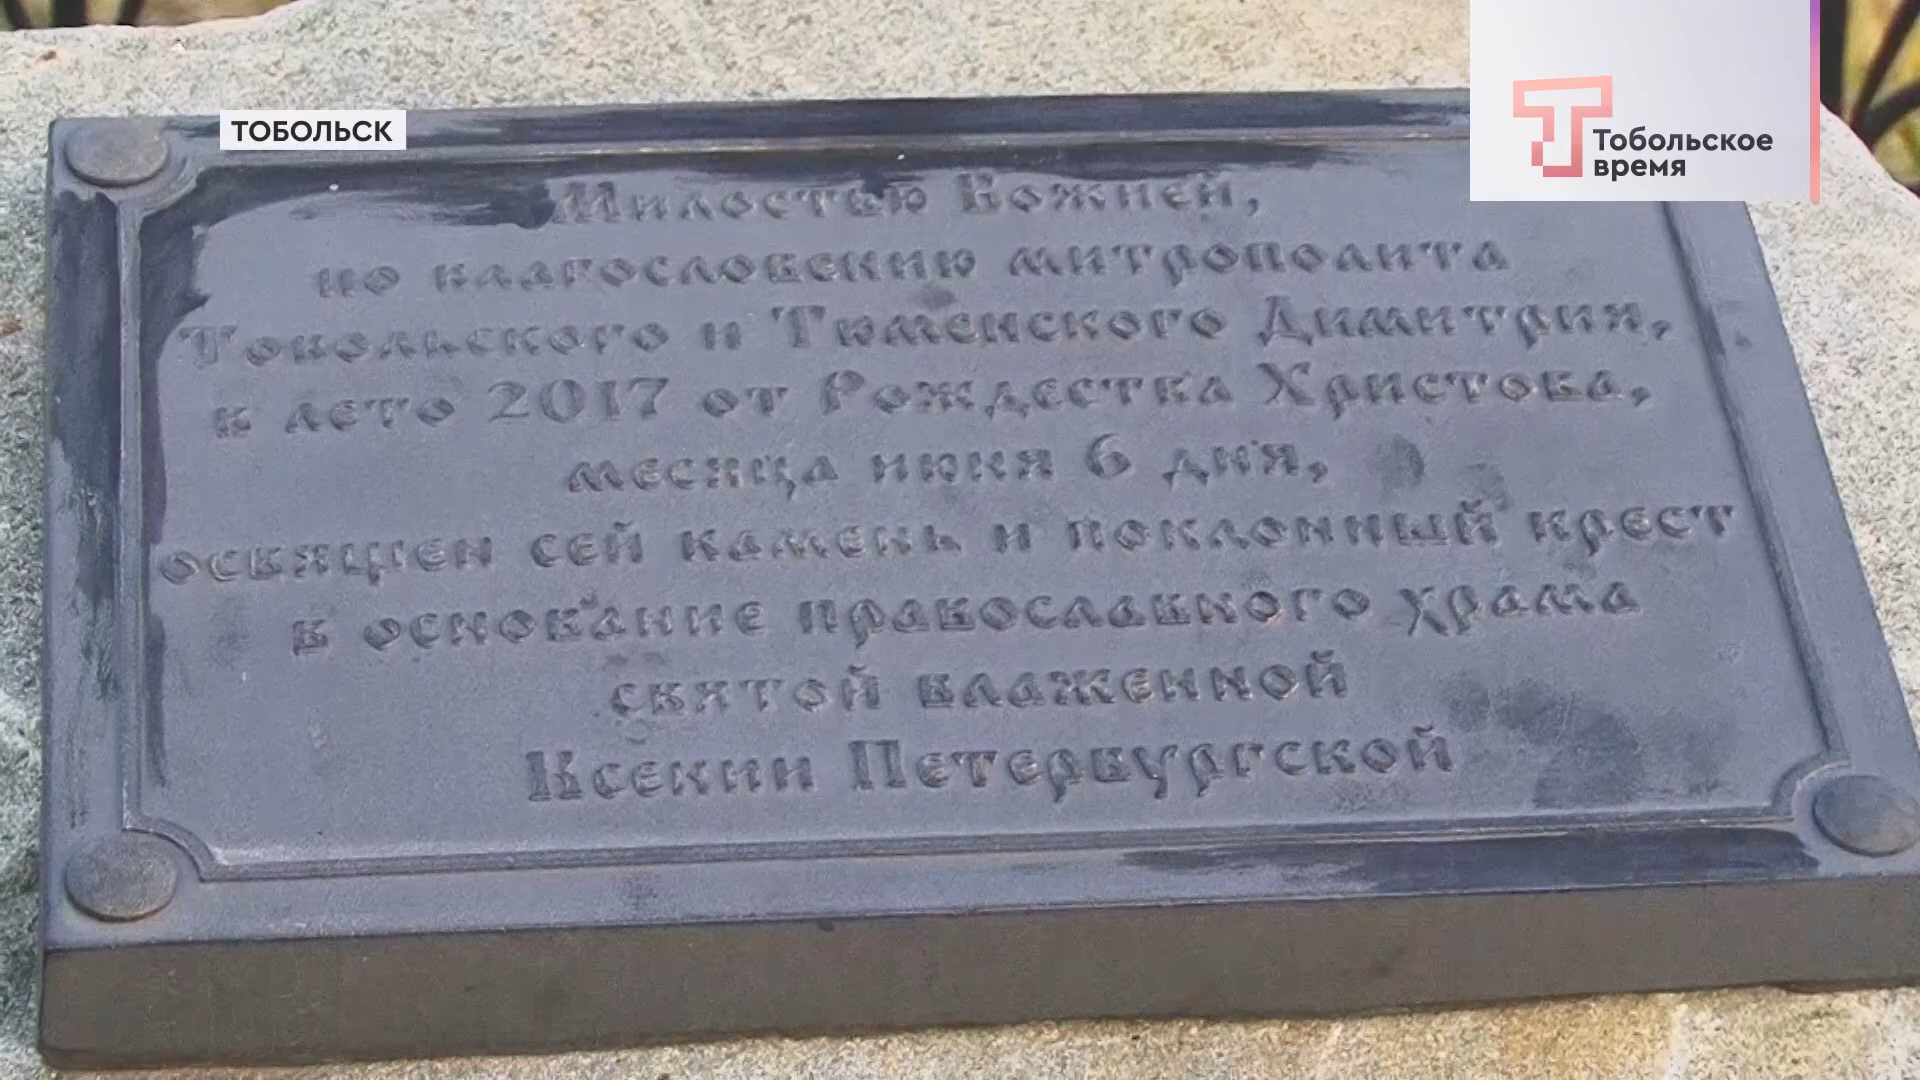 ТОБОЛЬСК
Тобольское
время
Милостью Божией,
по благословению митрополита
Тобольского и Тюменского Димитрия,
в лето 2017 от Рождества Христова,
месяца июня 6 дня,
освящен сей камень и поклонный крест
в основание православного храма
святой блаженной
Ксении Петербургской